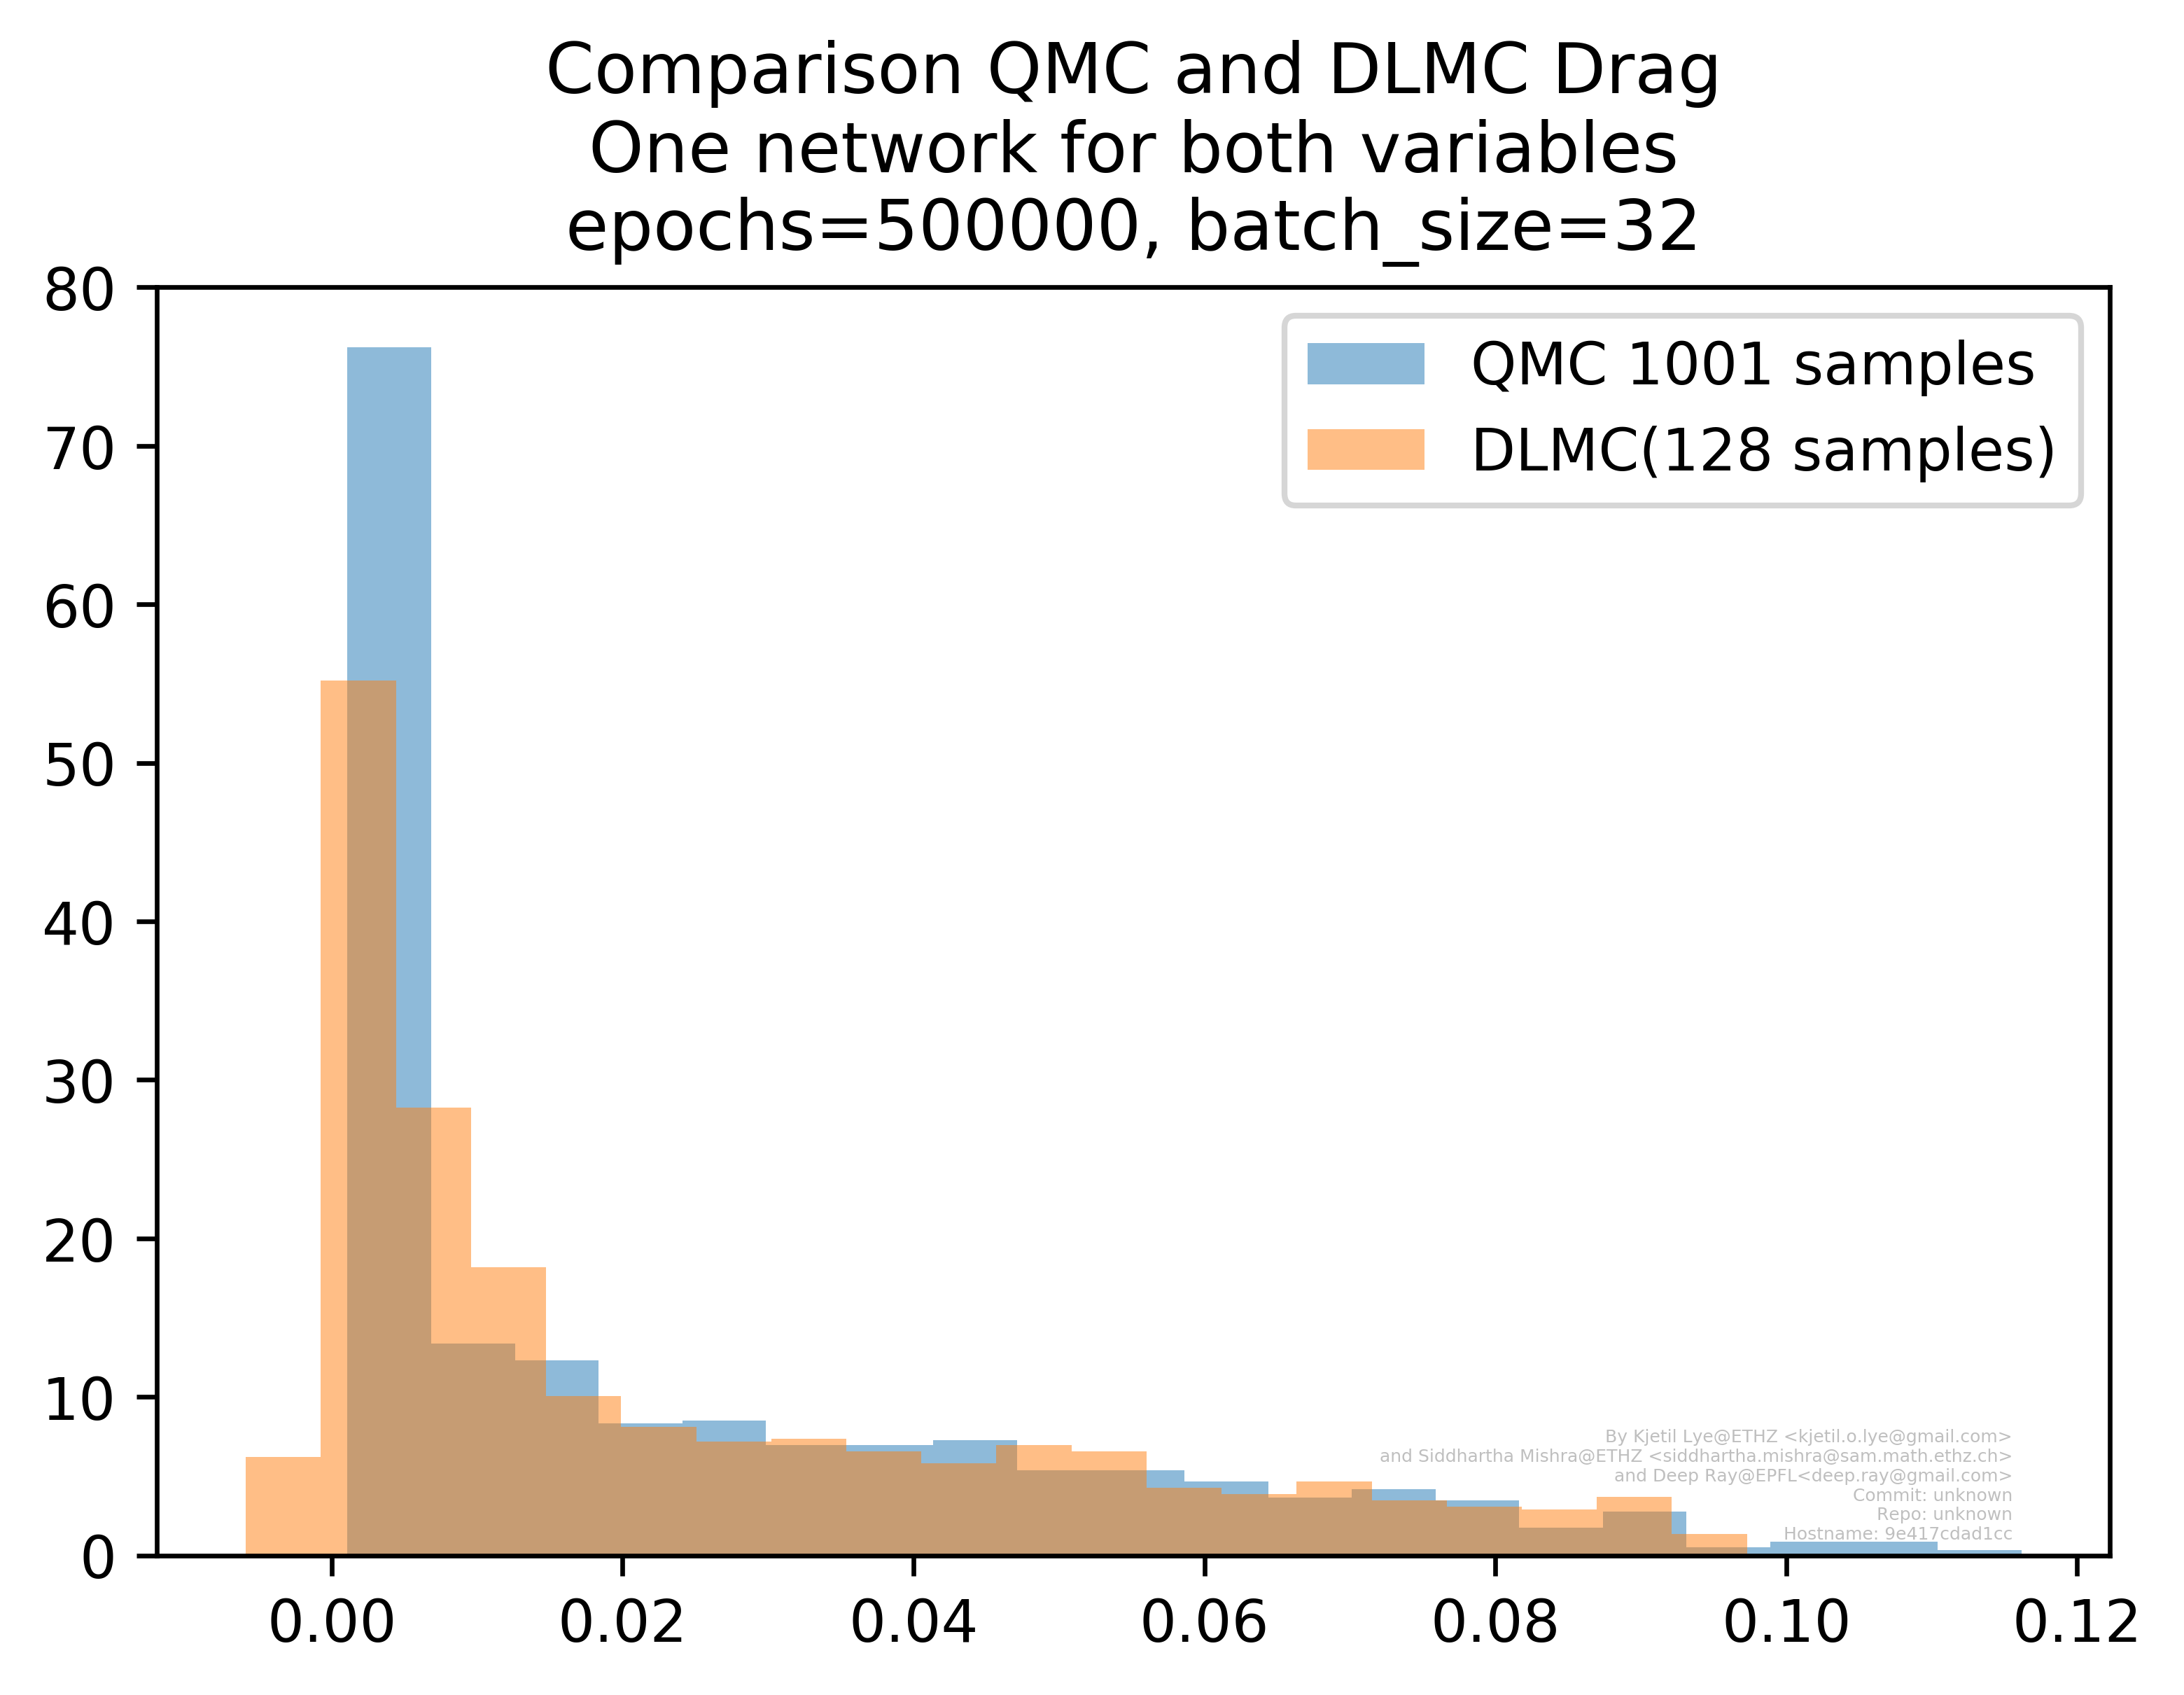 Comparison QMC and DLMC Drag
One network for both variables
epochs=500000, batch_size=32
80
70
60
50
40
30
20
10
0
QMC 1001 samples
DLMC(128 samples)
By Kjetil Lye@ETHZ <kjetil.o.lye@gmail.com>
and Siddhartha Mishra@ETHZ <siddhartha.mishra@sam.math.ethz.ch>
and Deep Ray@EPFL<deep.ray@gmail.com>
Commit: unknown
Repo: unknown
Hostname: 9e417cdad1cc
0.00 0.02 0.04 0.06 0.08 0.10 0.12